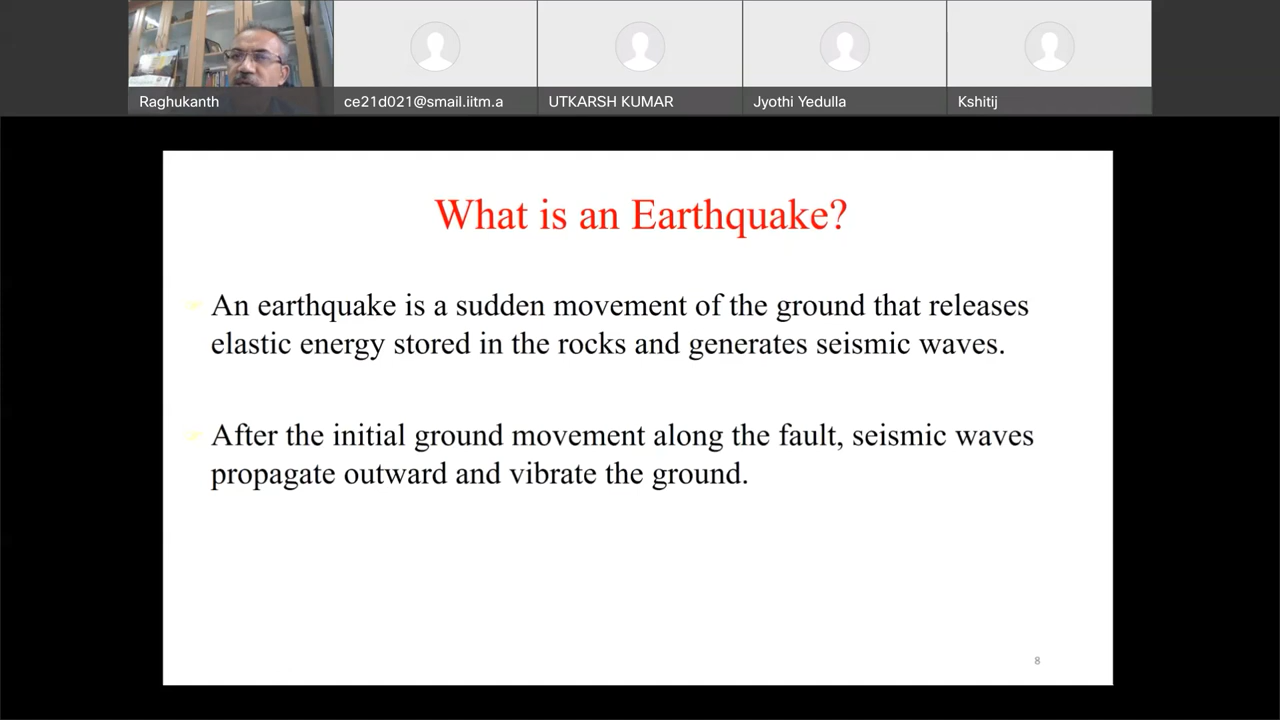 Raghukanth
ce21d021@smail.iitm.a
UTKARSH KUMAR
Jyothi Yedulla
Kshitij
What is an Earthquake?
An earthquake is a sudden movement of the ground that releases
elastic energy stored in the rocks and generates seismic waves.
After the initial ground movement along the fault, seismic waves
propagate outward and vibrate the ground.
8